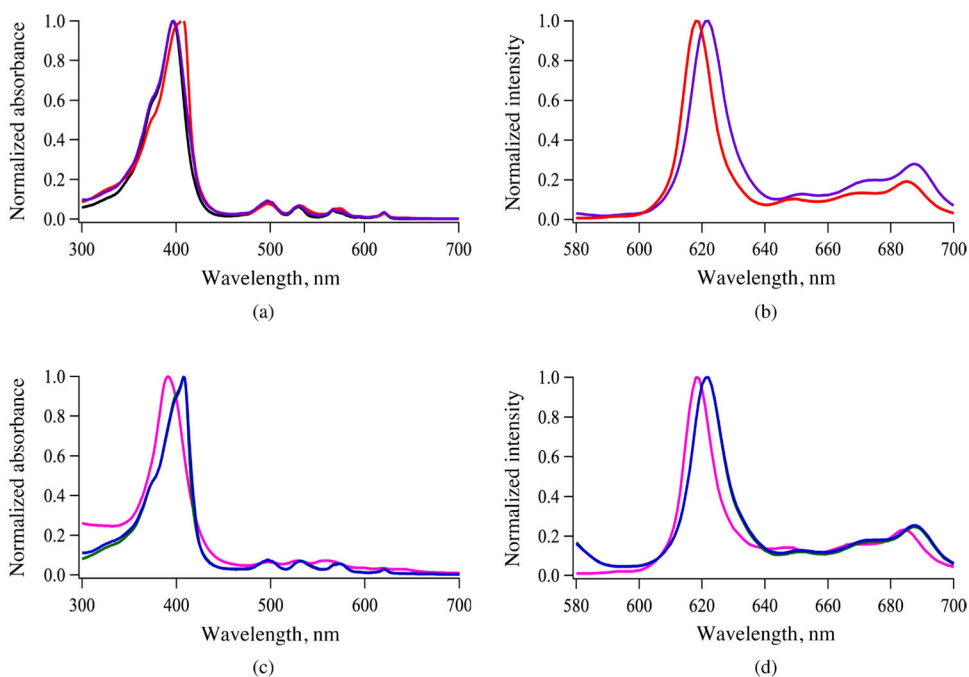 Normalized absorbance
1.0
0.8
0.6
0.4
0.2
0.0
300 400 500 600 700
Wavelength, nm
(a)
Normalized intensity
1.0
0.8
0.6
0.4
0.2
0.0
580 600 620 640 660 680 700
Wavelength, nm
(b)
Normalized absorbance
1.0
0.8
0.6
0.4
0.2
0.0
300 400 500 600 700
Wavelength, nm
(c)
Normalized intensity
1.0
0.8
0.6
0.4
0.2
0.0
580 600 620 640 660 680 700
Wavelength, nm
(d)